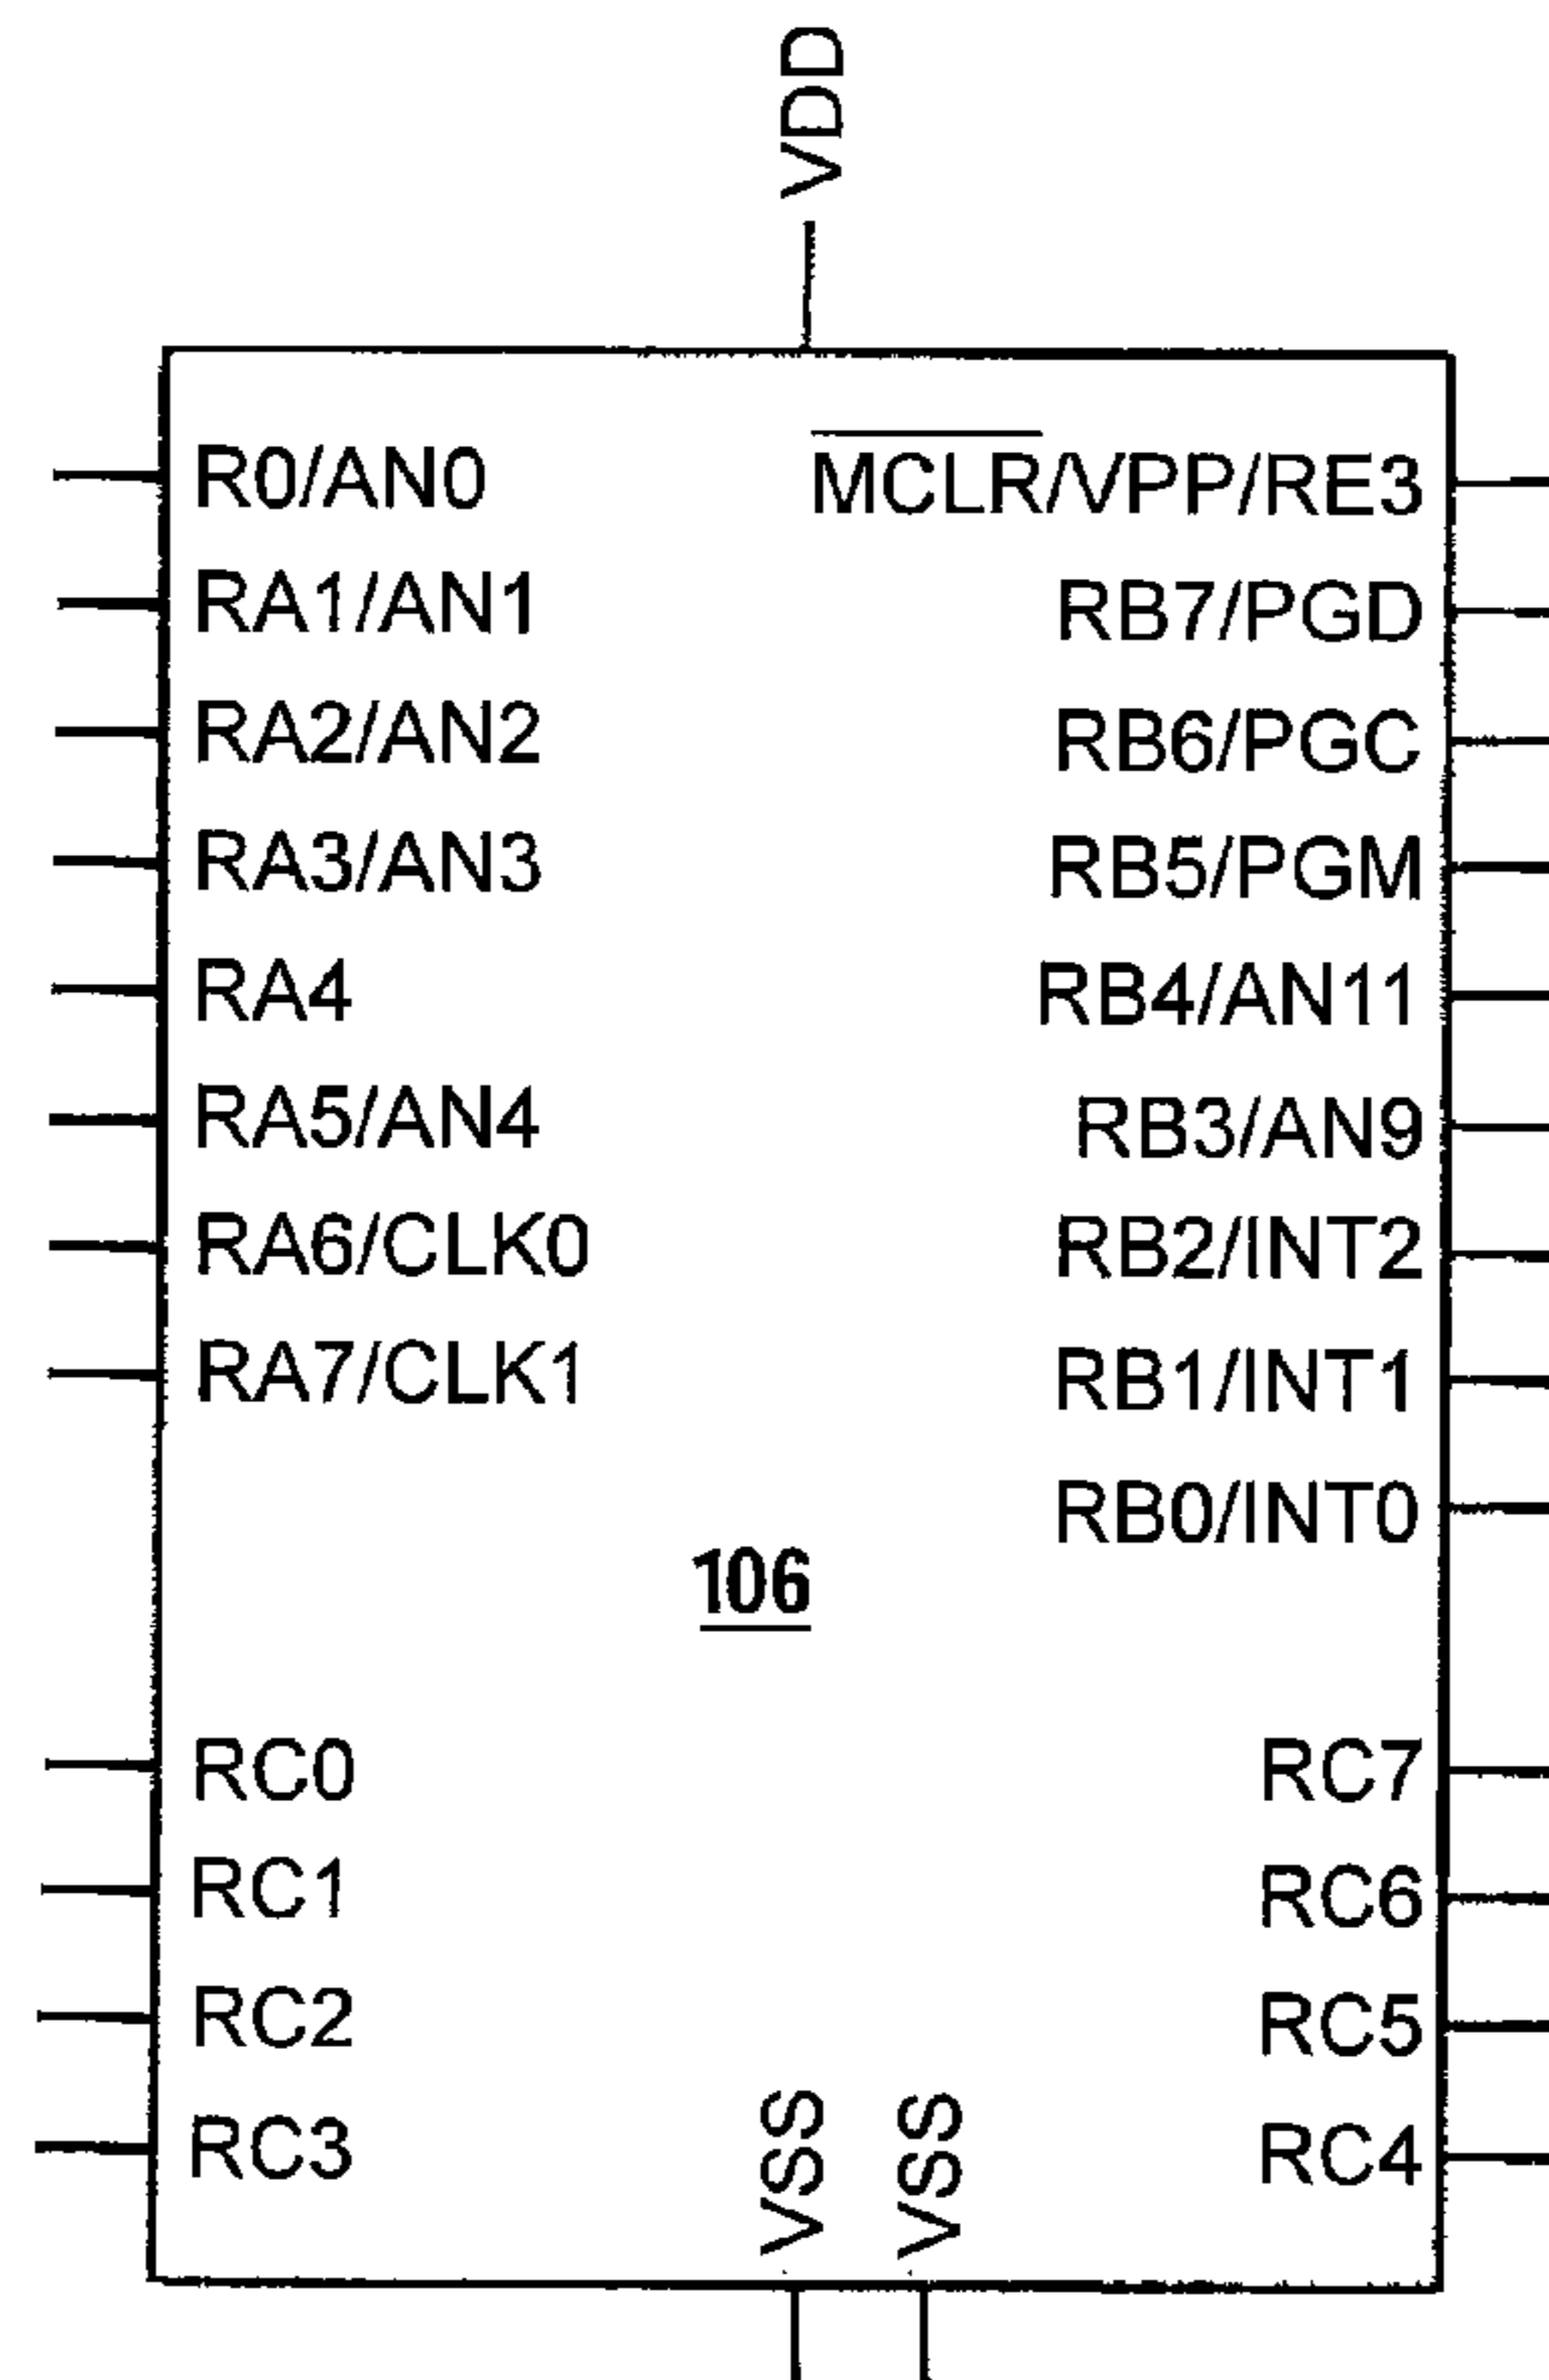 VDD
R0/AN0
RA1/AN1
RA2/AN2
RA3/AN3
RA4
RA5/AN4
RA6/CLK0
RA7/CLK1
RC0
RC1
RC2
RC3
MCLR/VPP/RE3
RB7/PGD
RB6/PGC
RB5/PGM
RB4/AN11
RB3/AN9
RB2/INT2
RB1/INT1
RB0/INT0
106
RC7
RC6
RC5
RC4
VSS
VSS